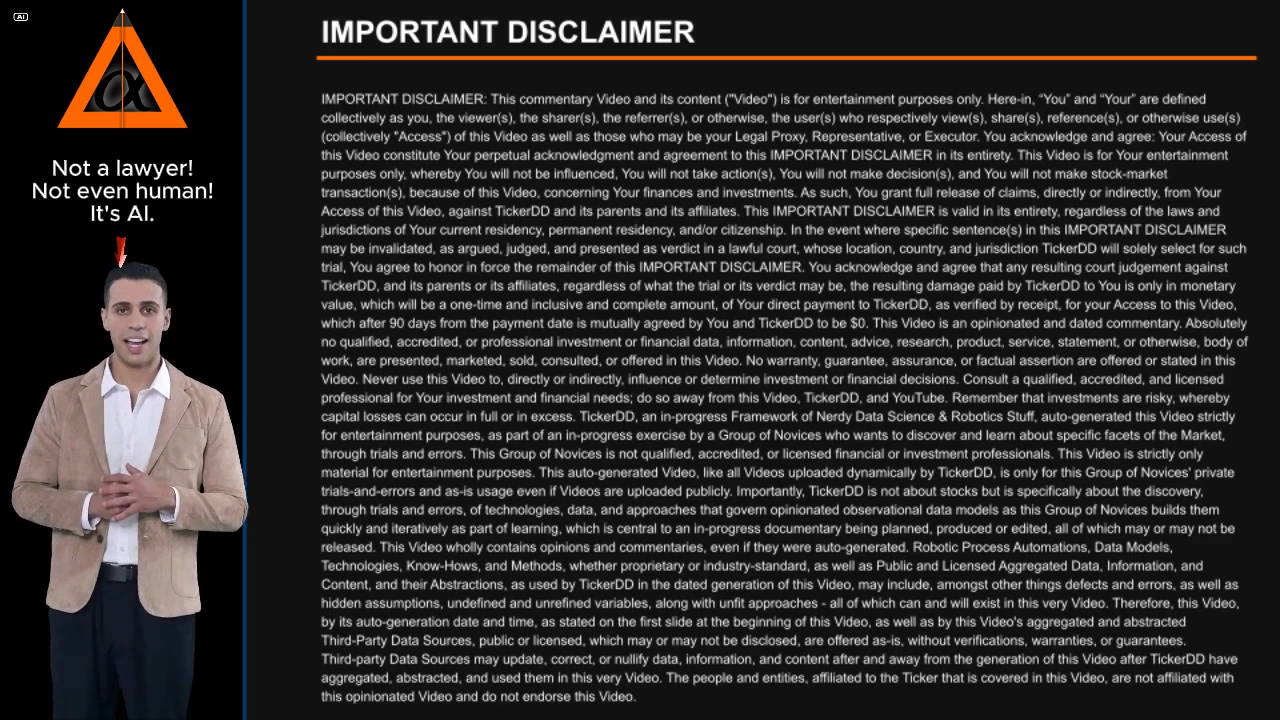 AI
α
Not a lawyer!
Not even human!
It's AI.
IMPORTANT DISCLAIMER
IMPORTANT DISCLAIMER: This commentary Video and its content ("Video") is for entertainment purposes only. Here-in, “You” and “Your” are defined
collectively as you, the viewer(s), the sharer(s), the referrer(s), or otherwise, the user(s) who respectively view(s), share(s), reference(s), or otherwise use(s)
(collectively "Access") of this Video as well as those who may be your Legal Proxy, Representative, or Executor. You acknowledge and agree: Your Access of
this Video constitute Your perpetual acknowledgment and agreement to this IMPORTANT DISCLAIMER in its entirety. This Video is for Your entertainment
purposes only, whereby You will not be influenced, You will not take action(s), You will not make decision(s), and You will not make stock-market
transaction(s), because of this Video, concerning Your finances and investments. As such, You grant full release of claims, directly or indirectly, from Your
Access of this Video, against TickerDD and its parents and its affiliates. This IMPORTANT DISCLAIMER is valid in its entirety, regardless of the laws and
jurisdictions of Your current residency, permanent residency, and/or citizenship. In the event where specific sentence(s) in this IMPORTANT DISCLAIMER
may be invalidated, as argued, judged, and presented as verdict in a lawful court, whose location, country, and jurisdiction TickerDD will solely select for such
trial, You agree to honor in force the remainder of this IMPORTANT DISCLAIMER. You acknowledge and agree that any resulting court judgement against
TickerDD, and its parents or its affiliates, regardless of what the trial or its verdict may be, the resulting damage paid by TickerDD to You is only in monetary
value, which will be a one-time and inclusive and complete amount, of Your direct payment to TickerDD, as verified by receipt, for your Access to this Video,
which after 90 days from the payment date is mutually agreed by You and TickerDD to be $0. This Video is an opinionated and dated commentary. Absolutely
no qualified, accredited, or professional investment or financial data, information, content, advice, research, product, service, statement, or otherwise, body of
work, are presented, marketed, sold, consulted, or offered in this Video. No warranty, guarantee, assurance, or factual assertion are offered or stated in this
Video. Never use this Video to, directly or indirectly, influence or determine investment or financial decisions. Consult a qualified, accredited, and licensed
professional for Your investment and financial needs; do so away from this Video, TickerDD, and YouTube. Remember that investments are risky, whereby
capital losses can occur in full or in excess. TickerDD, an in-progress Framework of Nerdy Data Science & Robotics Stuff, auto-generated this Video strictly
for entertainment purposes, as part of an in-progress exercise by a Group of Novices who wants to discover and learn about specific facets of the Market,
through trials and errors. This Group of Novices is not qualified, accredited, or licensed financial or investment professionals. This Video is strictly only
material for entertainment purposes. This auto-generated Video, like all Videos uploaded dynamically by TickerDD, is only for this Group of Novices' private
trials-and-errors and as-is usage even if Videos are uploaded publicly. Importantly, TickerDD is not about stocks but is specifically about the discovery,
through trials and errors, of technologies, data, and approaches that govern opinionated observational data models as this Group of Novices builds them
quickly and iteratively as part of learning, which is central to an in-progress documentary being planned, produced or edited, all of which may or may not be
released. This Video wholly contains opinions and commentaries, even if they were auto-generated. Robotic Process Automations, Data Models,
Technologies, Know-Hows, and Methods, whether proprietary or industry-standard, as well as Public and Licensed Aggregated Data, Information, and
Content, and their Abstractions, as used by TickerDD in the dated generation of this Video, may include, amongst other things defects and errors, as well as
hidden assumptions, undefined and unrefined variables, along with unfit approaches - all of which can and will exist in this very Video. Therefore, this Video,
by its auto-generation date and time, as stated on the first slide at the beginning of this Video, as well as by this Video's aggregated and abstracted
Third-Party Data Sources, public or licensed, which may or may not be disclosed, are offered as-is, without verifications, warranties, or guarantees.
Third-party Data Sources may update, correct, or nullify data, information, and content after and away from the generation of this Video after TickerDD have
aggregated, abstracted, and used them in this very Video. The people and entities, affiliated to the Ticker that is covered in this Video, are not affiliated with
this opinionated Video and do not endorse this Video.